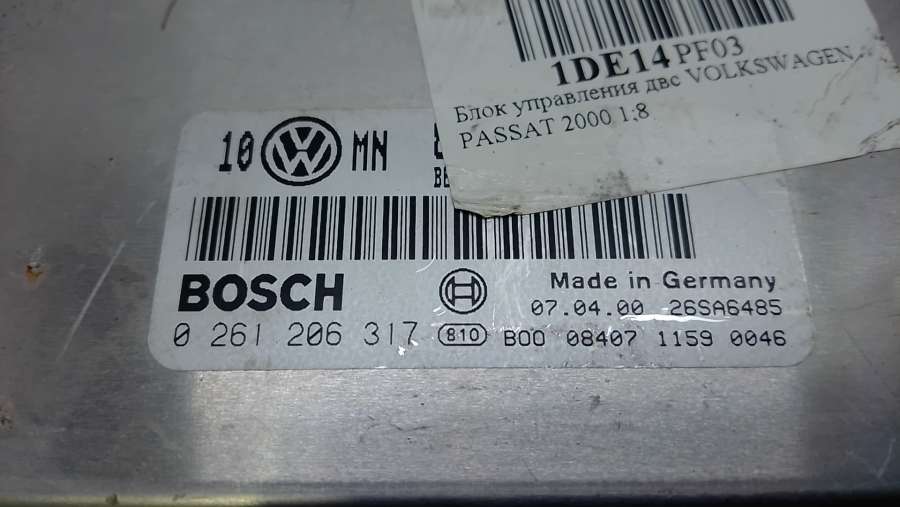 1DE14PF03
Блок управления двс VOLKSWAGEN
PASSAT 2000 1;8
10 MN
BOSCH
Made in Germany
07.04.00 26SA6485
0 261 206 317 810 B00 08407 1159 0046